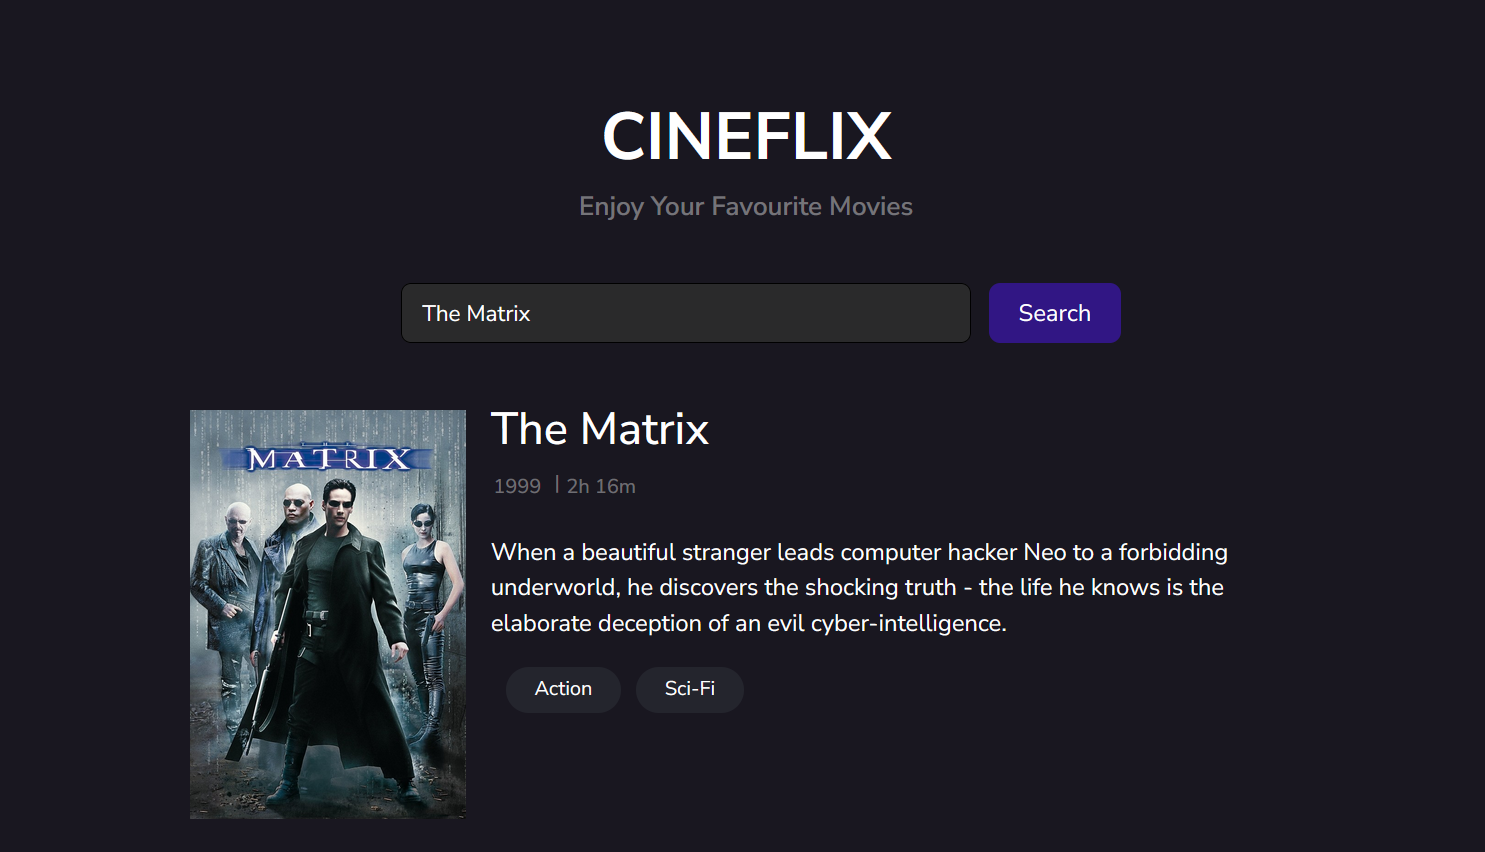 CINEFLIX
Enjoy Your Favourite Movies
The Matrix
Search
THE
MATRIX
The Matrix
1999 | 2h 16m
When a beautiful stranger leads computer hacker Neo to a forbidding
underworld, he discovers the shocking truth - the life he knows is the
elaborate deception of an evil cyber-intelligence.
Action
Sci-Fi